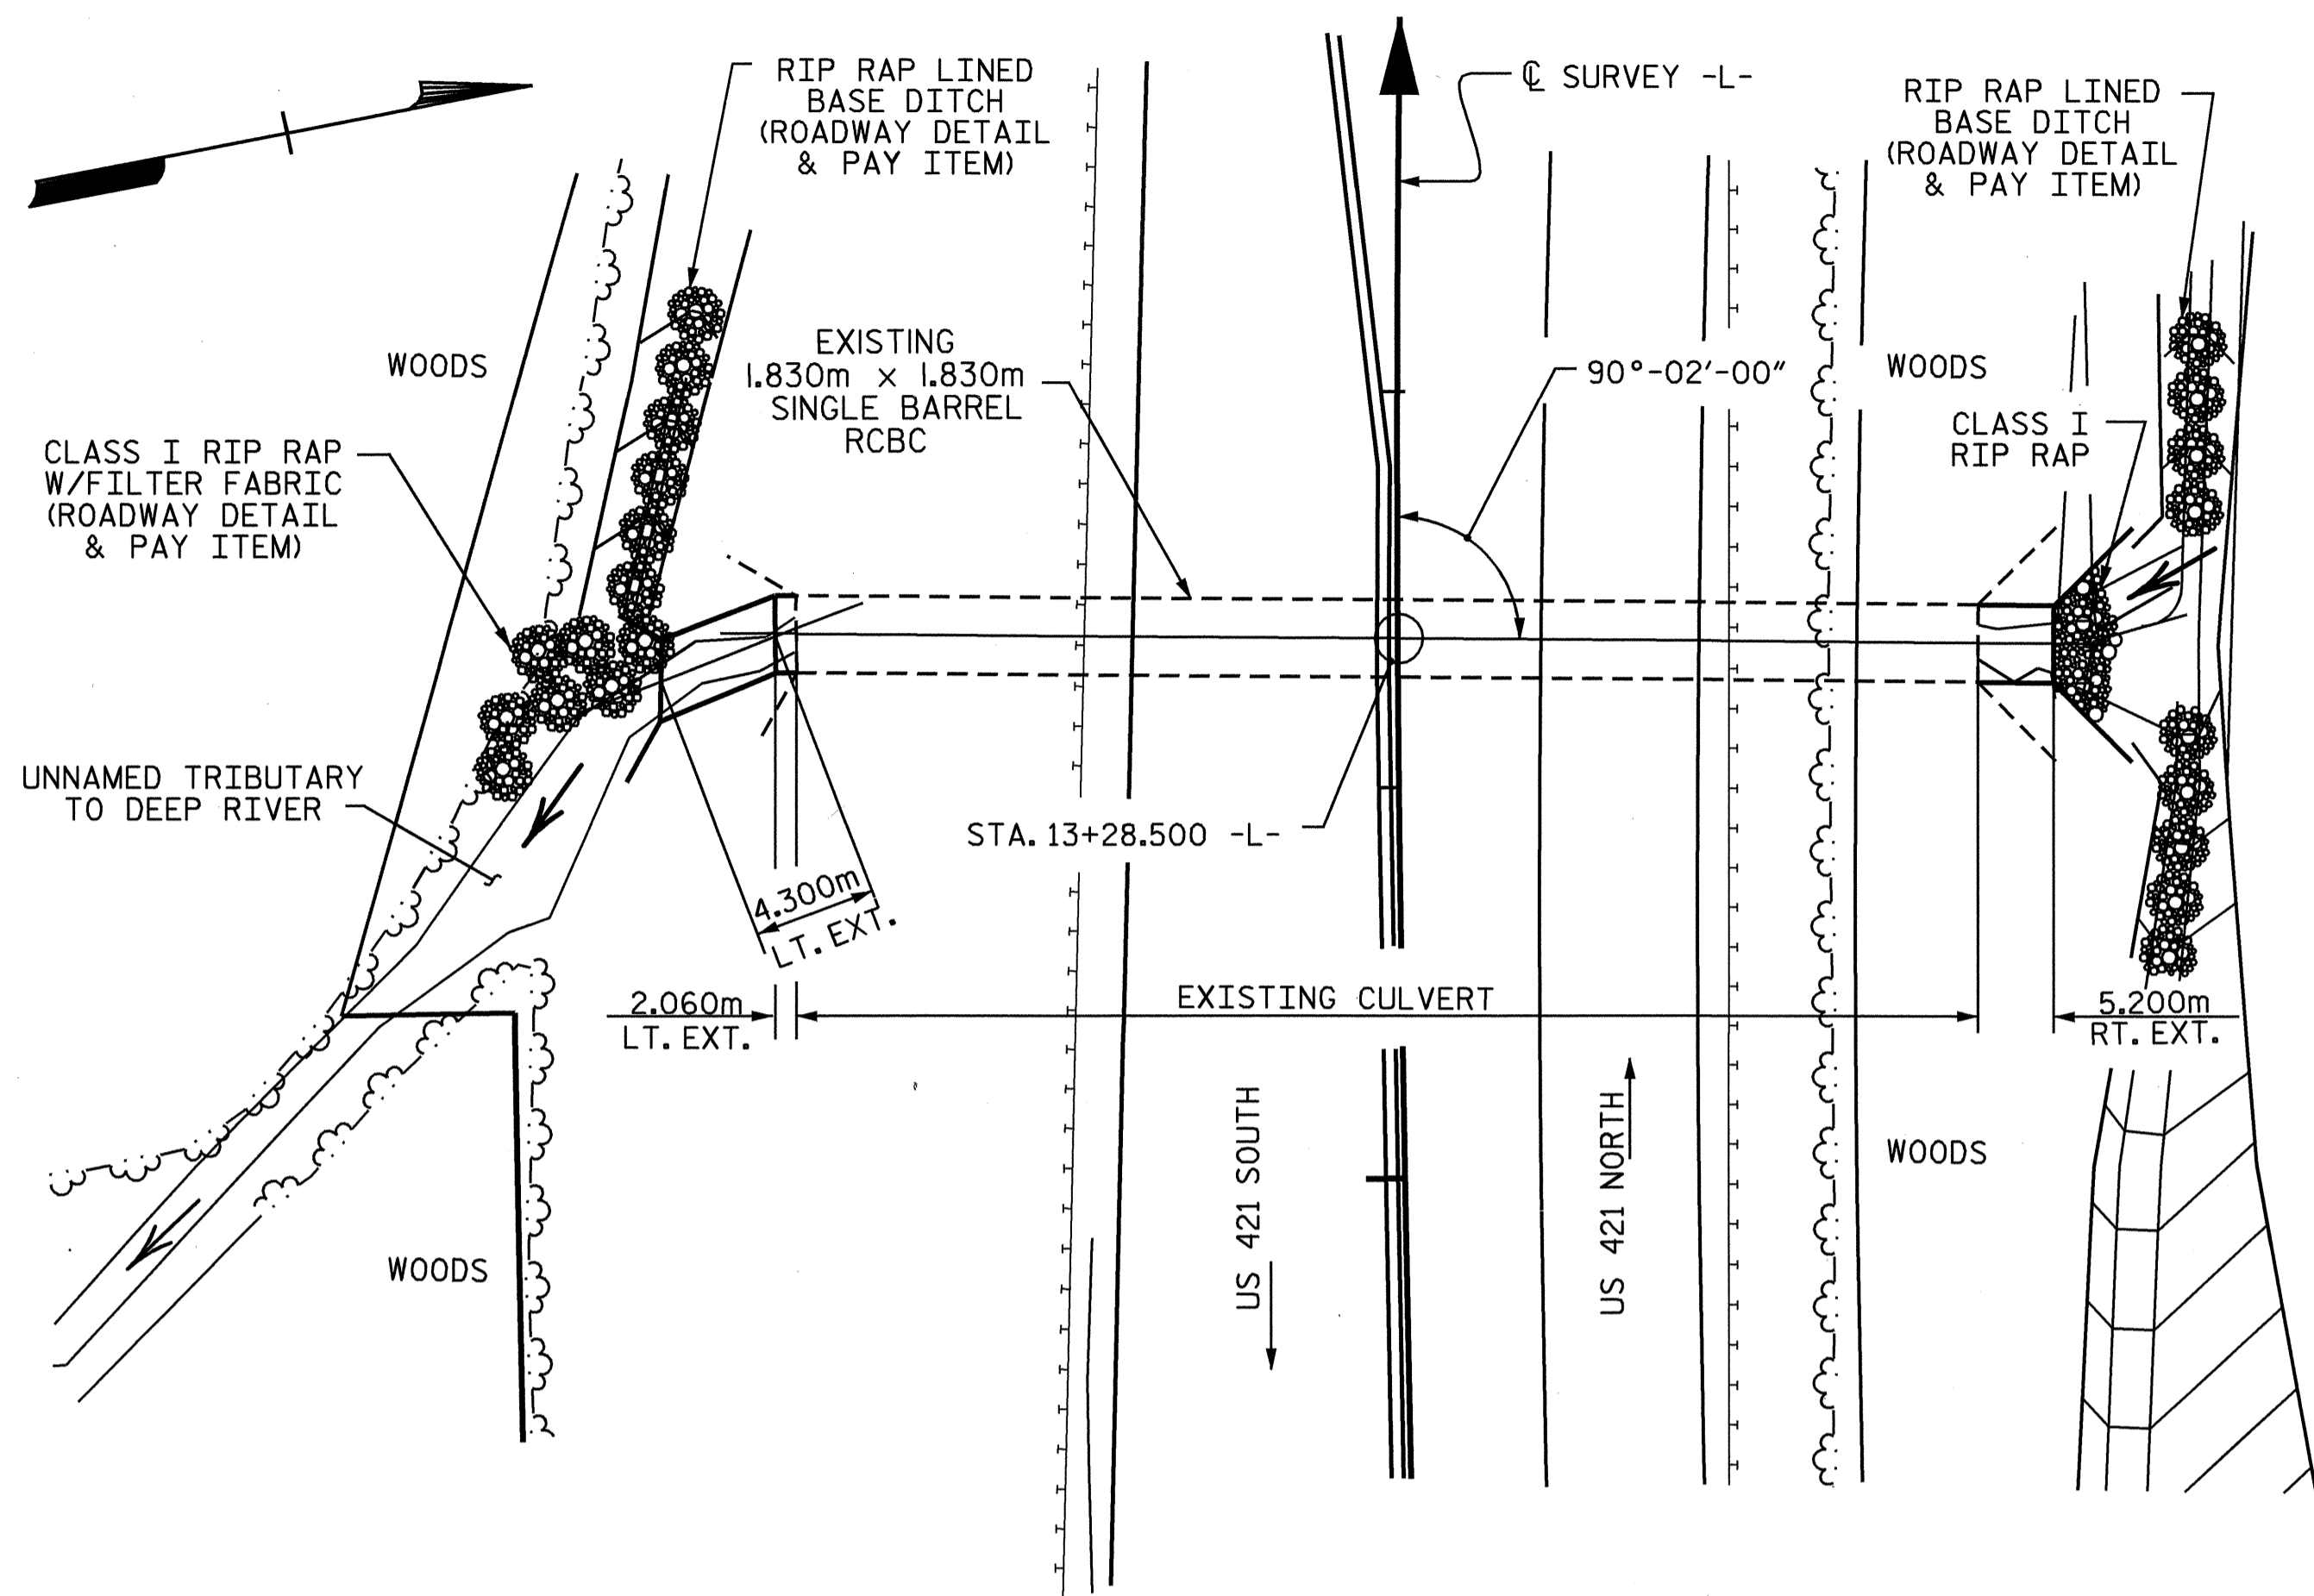 RIP RAP LINED
BASE DITCH
(ROADWAY DETAIL
& PAY ITEM)
℄ SURVEY -L-
RIP RAP LINED
BASE DITCH
(ROADWAY DETAIL
& PAY ITEM)
WOODS
EXISTING
1.830m x 1.830m
SINGLE BARREL
RCBC
90°-02'-00"
WOODS
CLASS I RIP RAP
W/FILTER FABRIC
(ROADWAY DETAIL
& PAY ITEM)
CLASS I
RIP RAP
UNNAMED TRIBUTARY
TO DEEP RIVER
STA. 13+28.500 -L-
4.300m
LT. EXT.
2.060m
LT. EXT.
EXISTING CULVERT
5.200m
RT. EXT.
US 421 SOUTH
US 421 NORTH
WOODS
WOODS